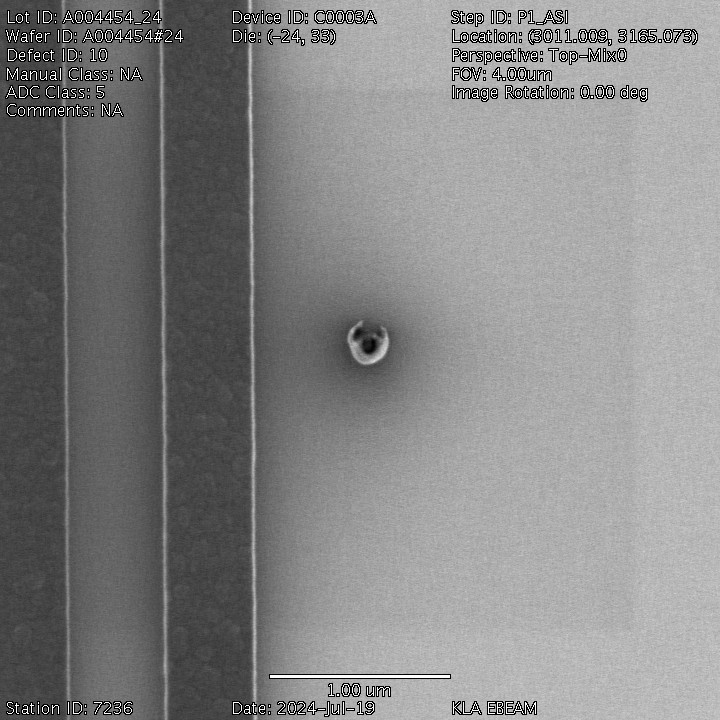 Lot ID: A004454_24 Device ID: C0003A Step ID: P1_ASI
Wafer ID: A004454#24 Die: (-24, 33) Location: (3011.009, 3165.073)
Defect ID: 10 Perspective: Top-Mix0
Manual Class: NA FOV: 4.00um
ADC Class: 5 Image Rotation: 0.00 deg
Comments: NA
1.00 um
Station ID: 7236 Date: 2024-Jul-19 KLA EBEAM